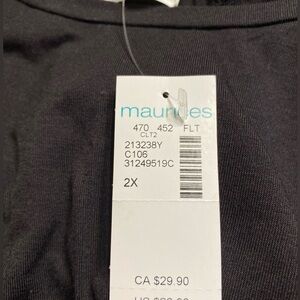 maurices
470 452 FLT
CLT2
213238Y
C106
31249519C
2X
CA $29.90